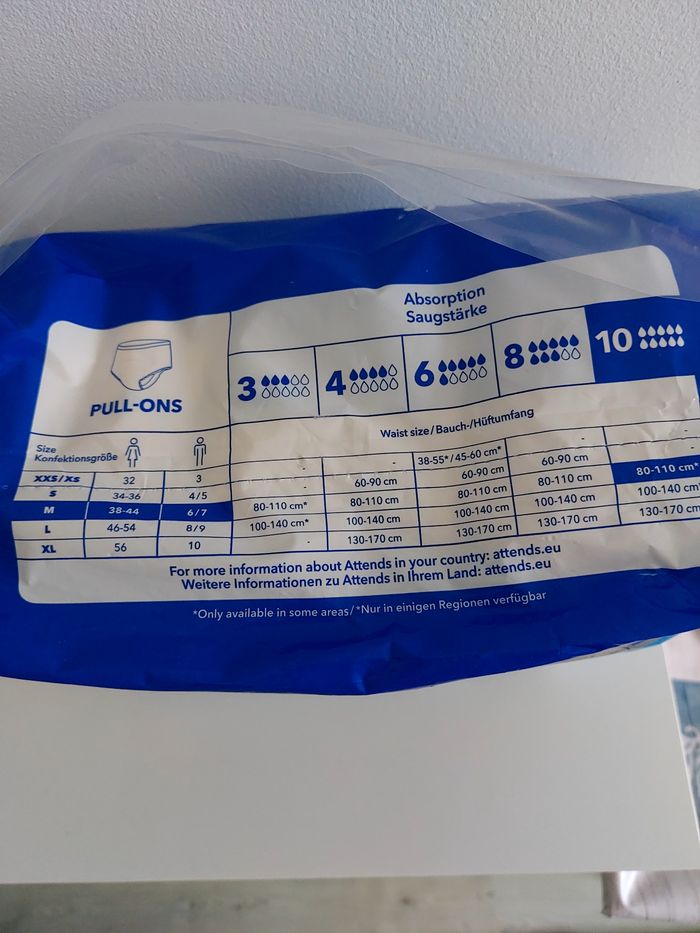 Absorption
Saugstärke
PULL-ONS
3 4 6 8 10
Waist size/Bauch-/Hüftumfang
Size
Konfektionsgröße
XXS/XS 32 3 - - 38-55*/45-60 cm* - -
S 34-36 4/5 - 60-90 cm 60-90 cm 60-90 cm -
M 38-44 6/7 80-110 cm* 80-110 cm 80-110 cm 80-110 cm 80-110 cm*
L 46-54 8/9 100-140 cm* 100-140 cm 100-140 cm 100-140 cm 100-140 cm*
XL 56 10 - 130-170 cm 130-170 cm 130-170 cm 130-170 cm
For more information about Attends in your country: attends.eu
Weitere Informationen zu Attends in Ihrem Land: attends.eu
*Only available in some areas/*Nur in einigen Regionen verfügbar